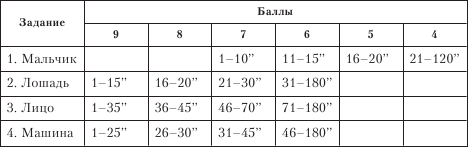 Задание Баллы
9 8 7 6 5 4
1. Мальчик 1–10” 11–15” 16–20” 21–120”
2. Лошадь 1–15” 16–20” 21–30” 31–180”
3. Лицо 1–35” 36–45” 46–70” 71–180”
4. Машина 1–25” 26–30” 31–45” 46–180”